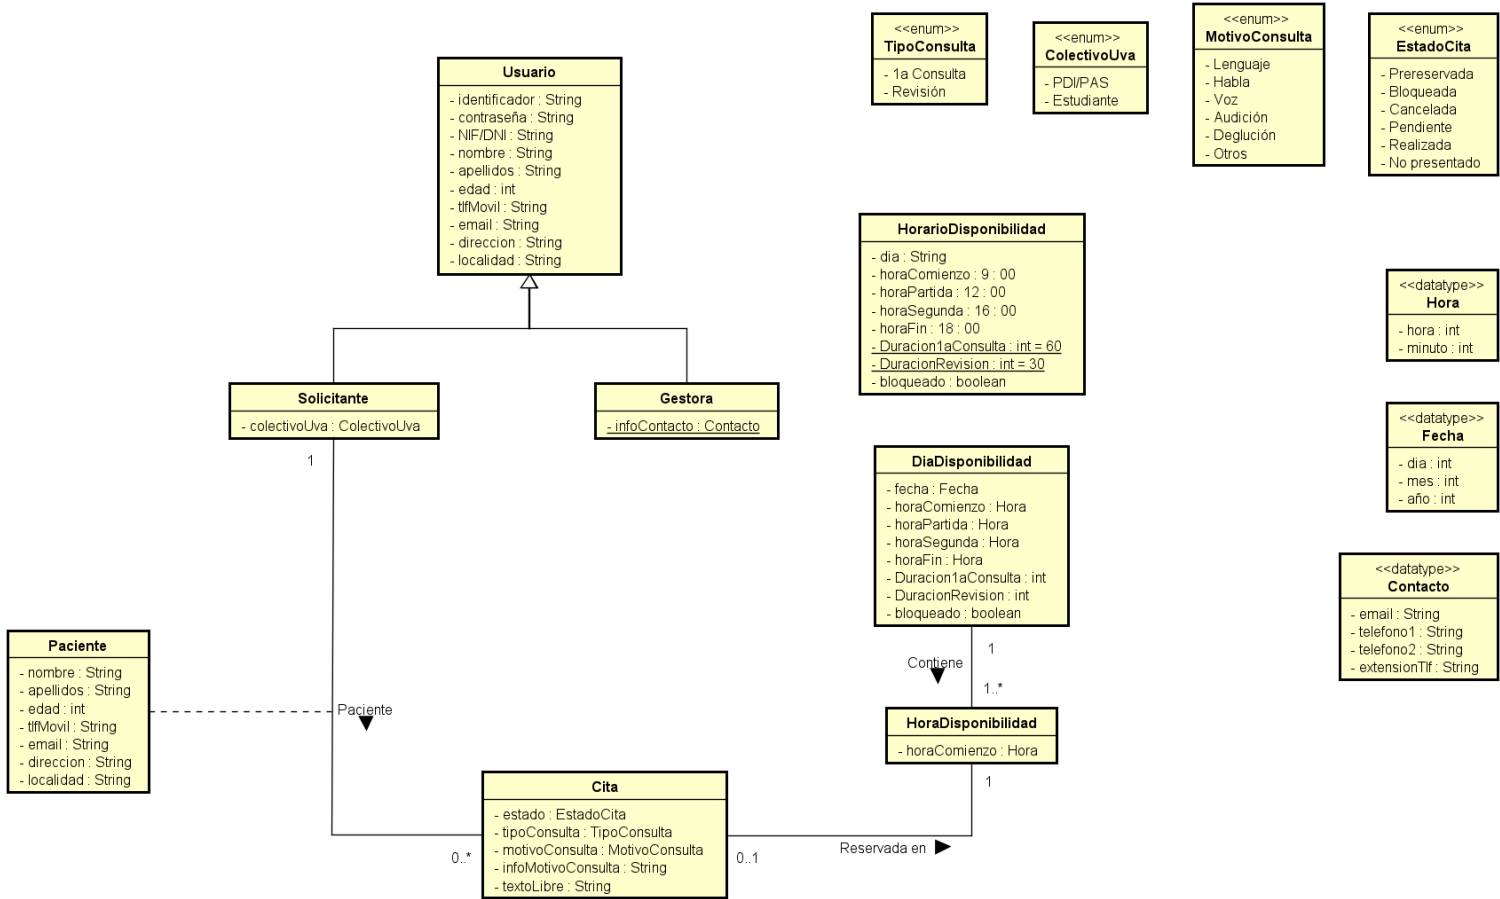 <<enum>>
TipoConsulta
- 1a Consulta
- Revisión
<<enum>>
ColectivoUva
- PDI/PAS
- Estudiante
<<enum>>
MotivoConsulta
- Lenguaje
- Habla
- Voz
- Audición
- Deglución
- Otros
<<enum>>
EstadoCita
- Prereservada
- Bloqueada
- Cancelada
- Pendiente
- Realizada
- No presentado
Usuario
- identificador : String
- contraseña : String
- NIF/DNI : String
- nombre : String
- apellidos : String
- edad : int
- tlfMovil : String
- email : String
- direccion : String
- localidad : String
HorarioDisponibilidad
- dia : String
- horaComienzo : 9 : 00
- horaPartida : 12 : 00
- horaSegunda : 16 : 00
- horaFin : 18 : 00
- Duracion1aConsulta : int = 60
- DuracionRevision : int = 30
- bloqueado : boolean
<<datatype>>
Hora
- hora : int
- minuto : int
Solicitante
- colectivoUva : ColectivoUva
Gestora
- infoContacto : Contacto
<<datatype>>
Fecha
- dia : int
- mes : int
- año : int
1
DiaDisponibilidad
- fecha : Fecha
- horaComienzo : Hora
- horaPartida : Hora
- horaSegunda : Hora
- horaFin : Hora
- Duracion1aConsulta : int
- DuracionRevision : int
- bloqueado : boolean
<<datatype>>
Contacto
- email : String
- telefono1 : String
- telefono2 : String
- extensionTlf : String
Paciente
- nombre : String
- apellidos : String
- edad : int
- tlfMovil : String
- email : String
- direccion : String
- localidad : String
Paciente
1
Contiene
1..*
HoraDisponibilidad
- horaComienzo : Hora
1
Cita
- estado : EstadoCita
- tipoConsulta : TipoConsulta
- motivoConsulta : MotivoConsulta
- infoMotivoConsulta : String
- textoLibre : String
0..*
0..1
Reservada en